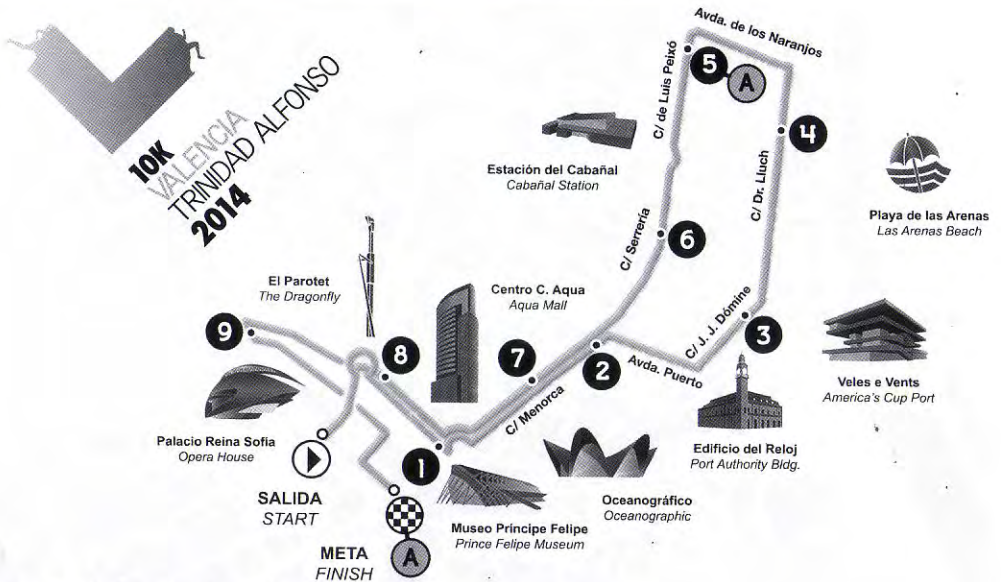 10K
VALENCIA
TRINIDAD ALFONSO
2014
Avda. de los Naranjos
C/ de Luis Peixó
5
A
4
C/ Dr. Lluch
Estación del Cabañal
Cabañal Station
Playa de las Arenas
Las Arenas Beach
C/ Serrería
6
El Parotet
The Dragonfly
Centro C. Aqua
Aqua Mall
9
8
7
2
3
C/ J. J. Dómine
Avda. Puerto
C/ Menorca
Veles e Vents
America's Cup Port
Palacio Reina Sofia
Opera House
1
Edificio del Reloj
Port Authority Bldg.
SALIDA
START
Oceanográfico
Oceanographic
Museo Príncipe Felipe
Prince Felipe Museum
META
FINISH
A